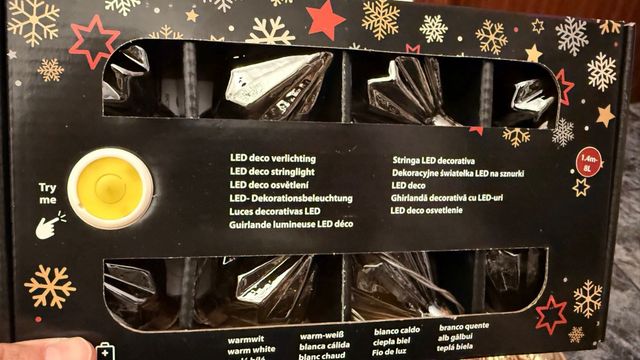 Try
me
LED deco verlichting
LED deco stringlight
LED deco osvětlení
LED- Dekorationsbeleuchtung
Luces decorativas LED
Guirlande lumineuse LED déco
Stringa LED decorativa
Dekoracyjne światełka LED na sznurki
LED deco
Ghirlandă decorativă cu LED-uri
LED deco osvetlenie
1.4m-
8L
warmwit
warm white
warm-weiß
blanca cálida
blanc chaud
bianco caldo
ciepła biel
Fio de luz
branco quente
alb gălbui
teplá biela